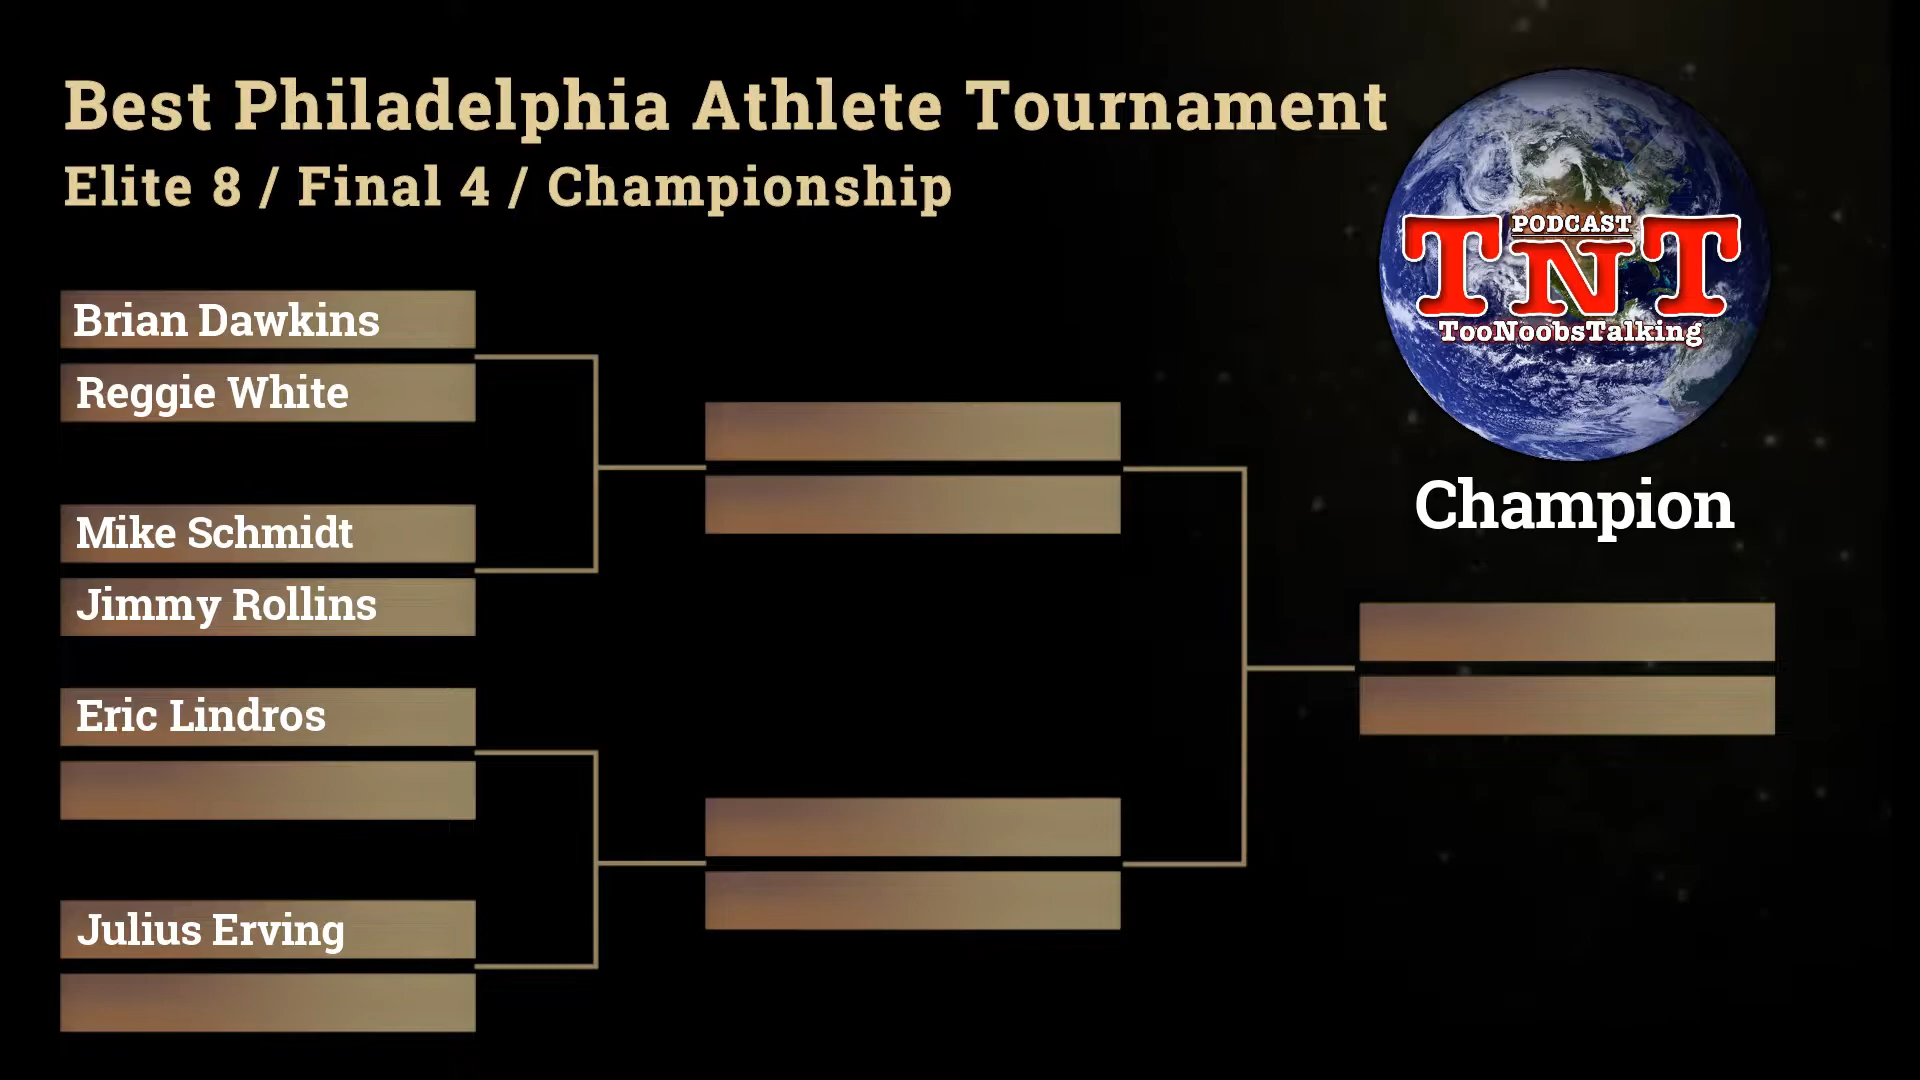 Best Philadelphia Athlete Tournament
Elite 8 / Final 4 / Championship
PODCAST
TNT
TooNoobsTalking
Champion
Brian Dawkins
Reggie White
Mike Schmidt
Jimmy Rollins
Eric Lindros
Julius Erving